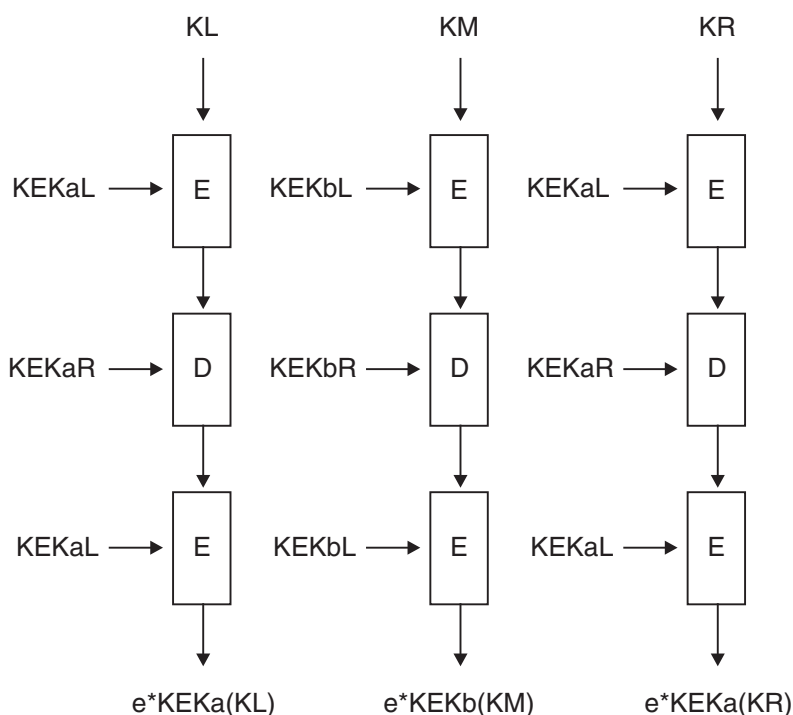 KL KM KR
KEKaL E KEKbL E KEKaL E
KEKaR D KEKbR D KEKaR D
KEKaL E KEKbL E KEKaL E
e*KEKa(KL) e*KEKb(KM) e*KEKa(KR)